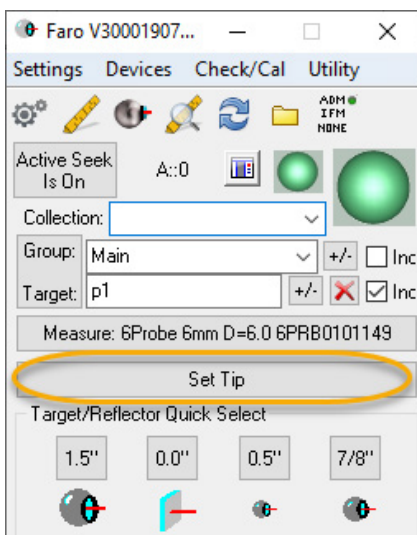 Faro V30001907...
Settings Devices Check/Cal Utility
ADM
IFM
NONE
Active Seek
Is On
A::0
Collection:
Group: Main +/- Inc
Target: p1 +/- Inc
Measure: 6Probe 6mm D=6.0 6PRB0101149
Set Tip
Target/Reflector Quick Select
1.5" 0.0" 0.5" 7/8"